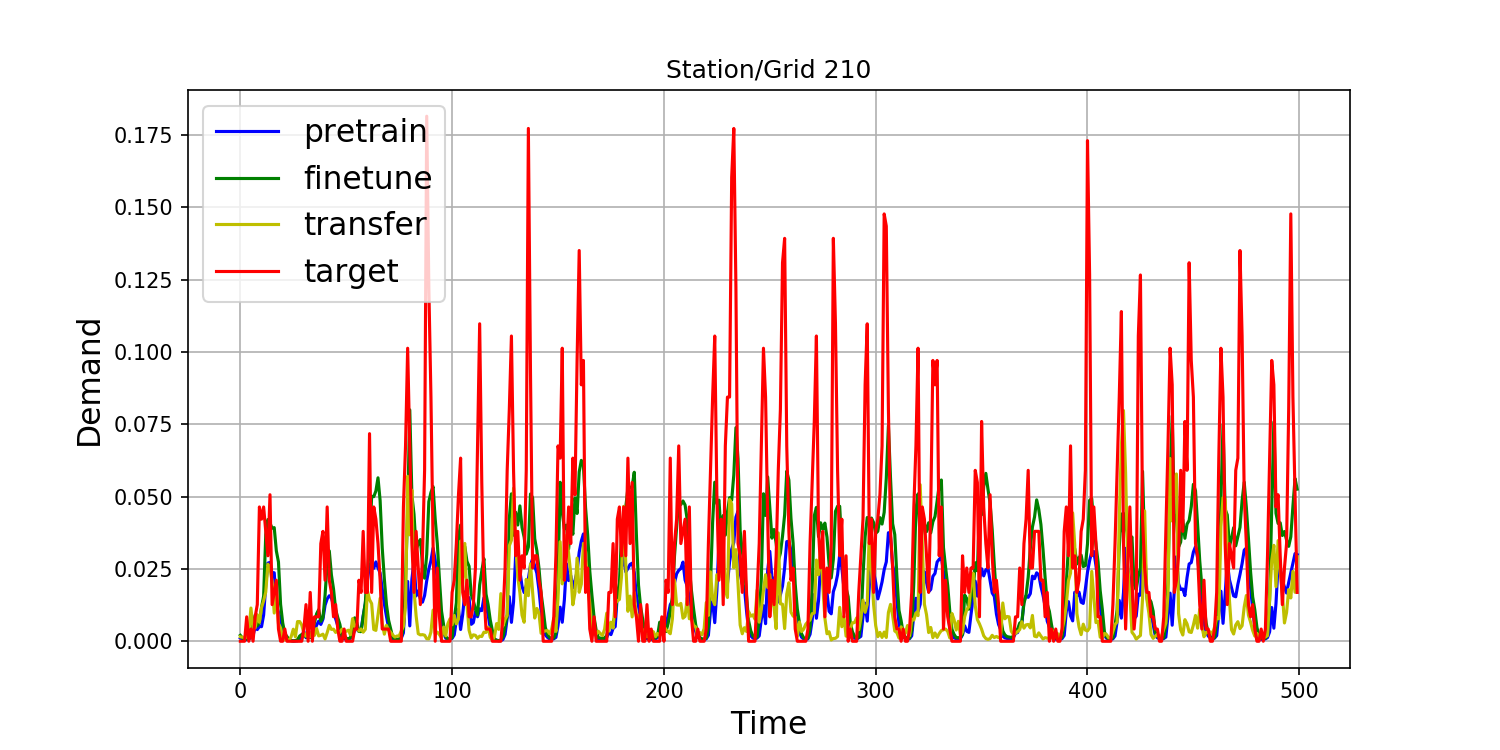 Station/Grid 210
pretrain
finetune
transfer
target
0.175
0.150
0.125
0.100
0.075
0.050
0.025
0.000
Demand
0 100 200 300 400 500
Time